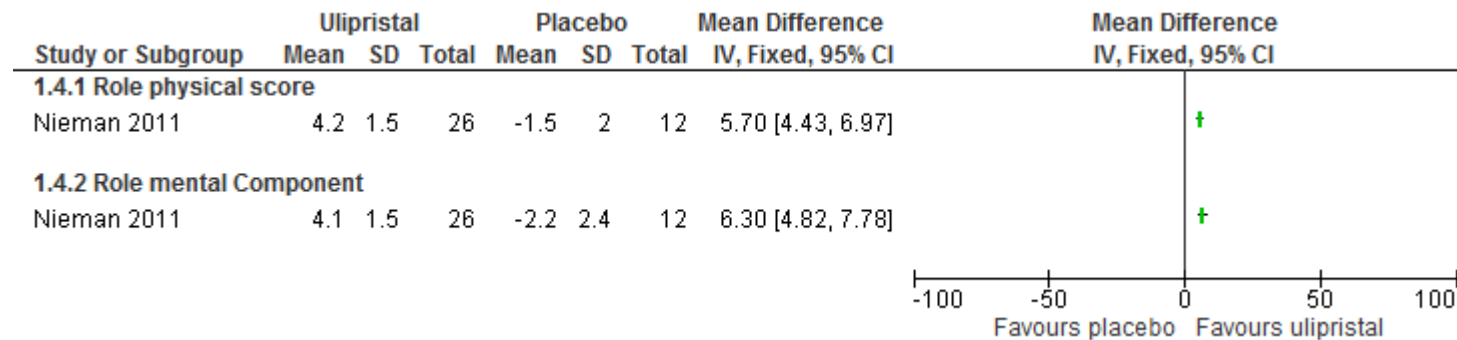 Ulipristal Placebo Mean Difference Mean Difference
Study or Subgroup Mean SD Total Mean SD Total IV, Fixed, 95% CI IV, Fixed, 95% CI
1.4.1 Role physical score
Nieman 2011 4.2 1.5 26 -1.5 2 12 5.70 [4.43, 6.97]
1.4.2 Role mental Component
Nieman 2011 4.1 1.5 26 -2.2 2.4 12 6.30 [4.82, 7.78]
-100 -50 0 50 100
Favours placebo Favours ulipristal